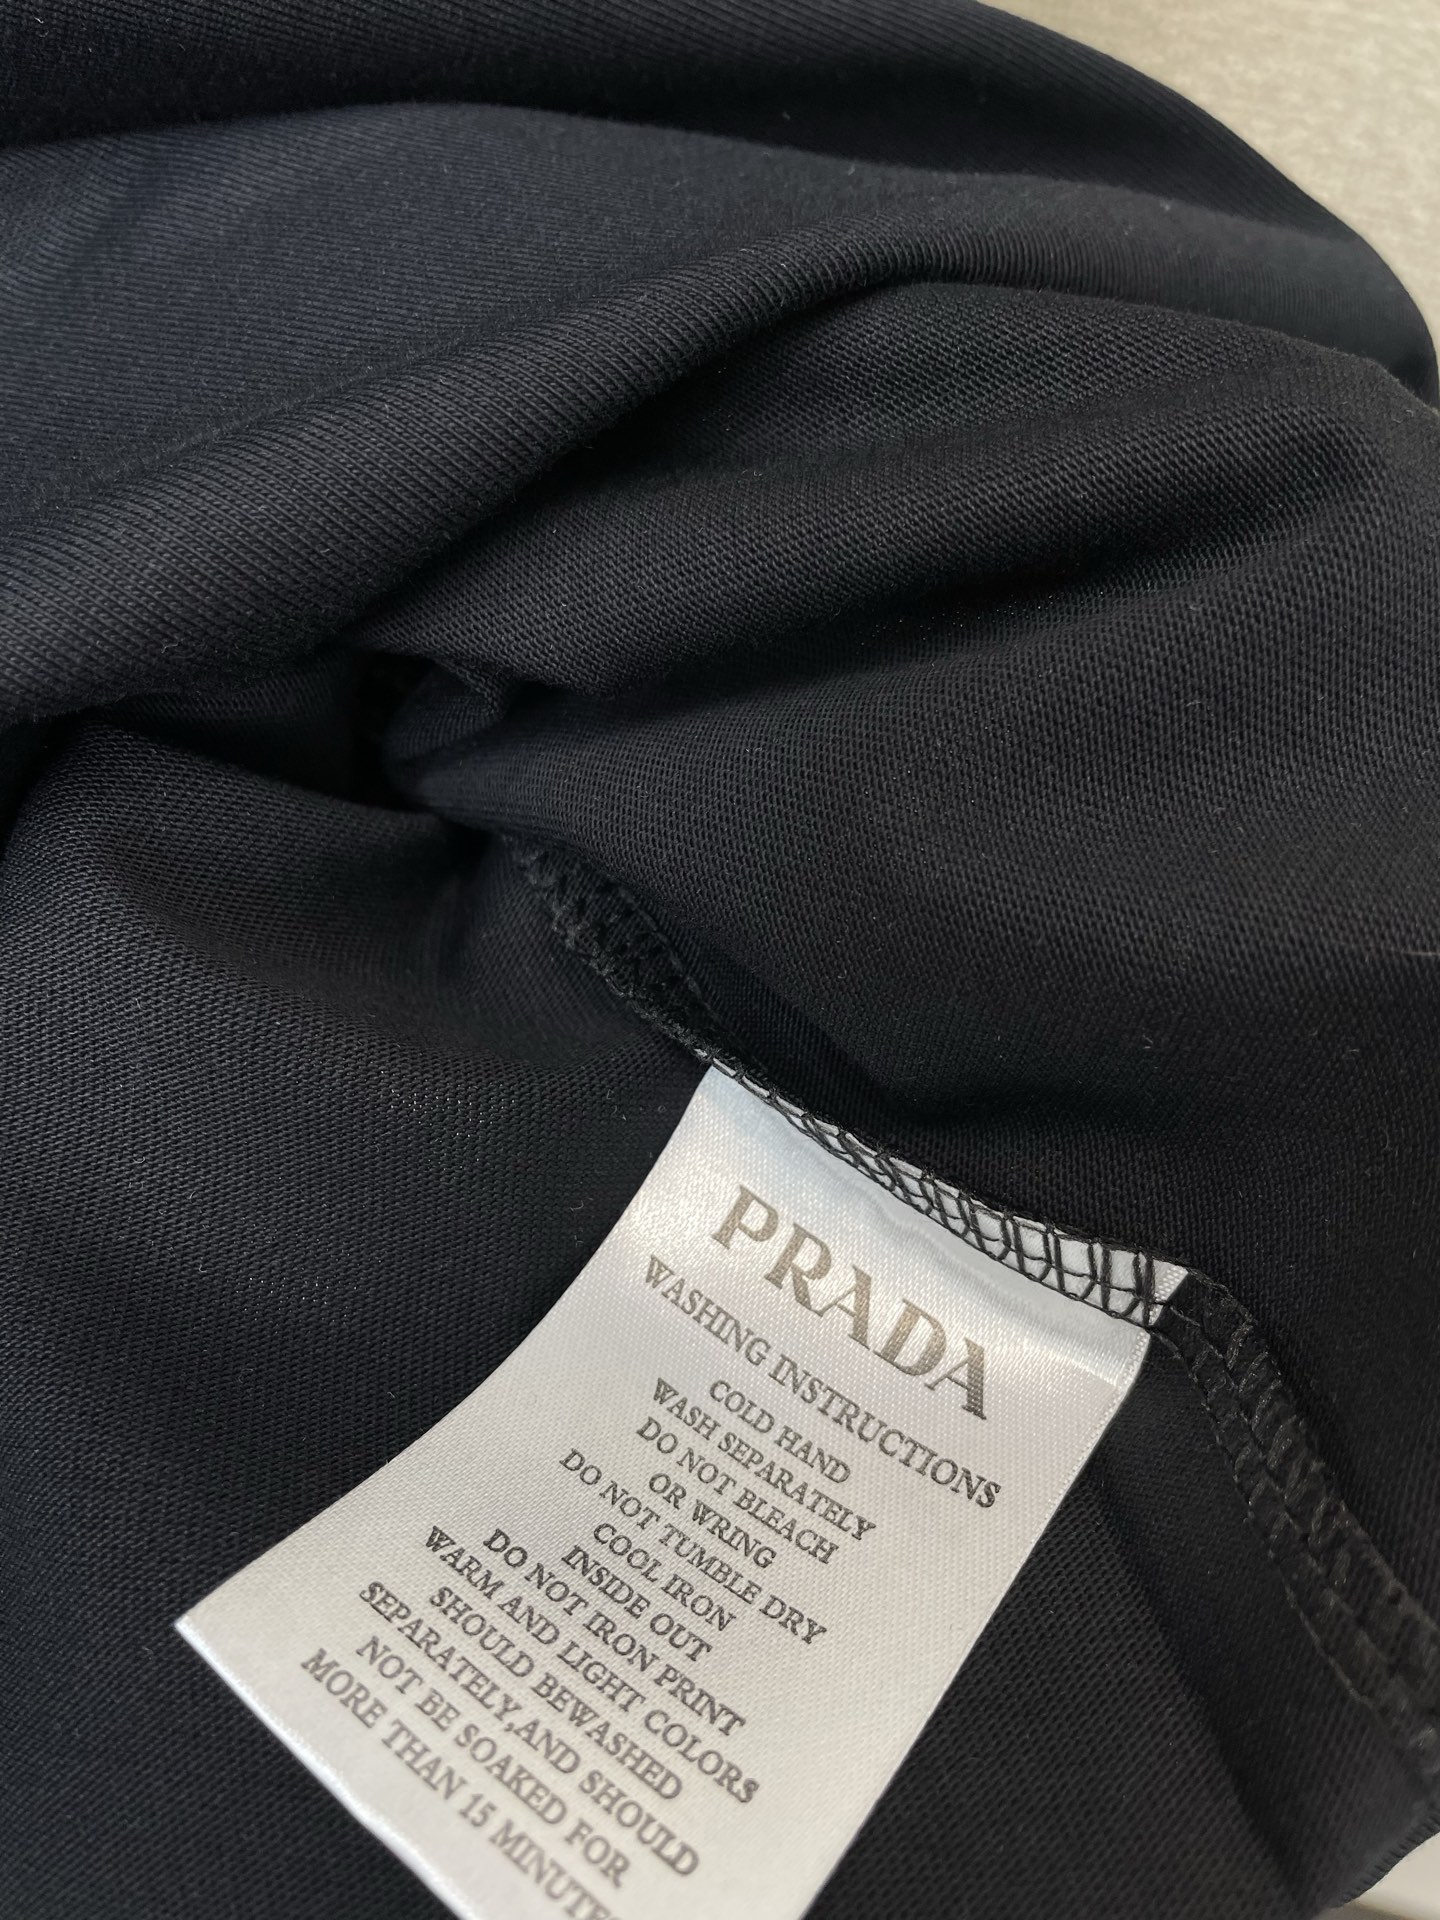 PRADA
WASHING INSTRUCTIONS
COLD HAND
WASH SEPARATELY
DO NOT BLEACH
OR WRING
DO NOT TUMBLE DRY
COOL IRON
INSIDE OUT
DO NOT IRON PRINT
WARM AND LIGHT COLORS
SHOULD BEWASHED
SEPARATELY,AND SHOULD
NOT BE SOAKED FOR
MORE THAN 15 MINUTES